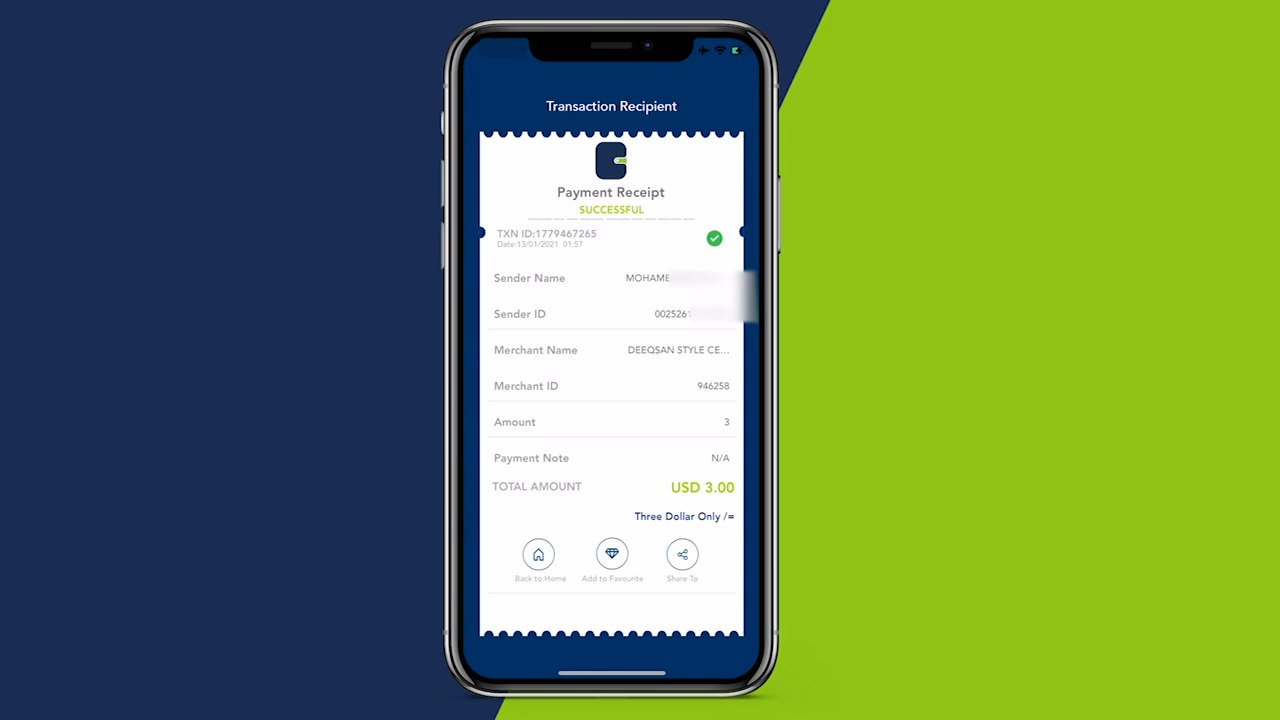 Transaction Recipient
Payment Receipt
SUCCESSFUL
TXN ID:1779467265
Date:13/01/2021 01:57
Sender Name MOHAME
Sender ID 0025261
Merchant Name DEEQSAN STYLE CE...
Merchant ID 946258
Amount 3
Payment Note N/A
TOTAL AMOUNT USD 3.00
Three Dollar Only /=
Back to Home Add to Favourite Share To